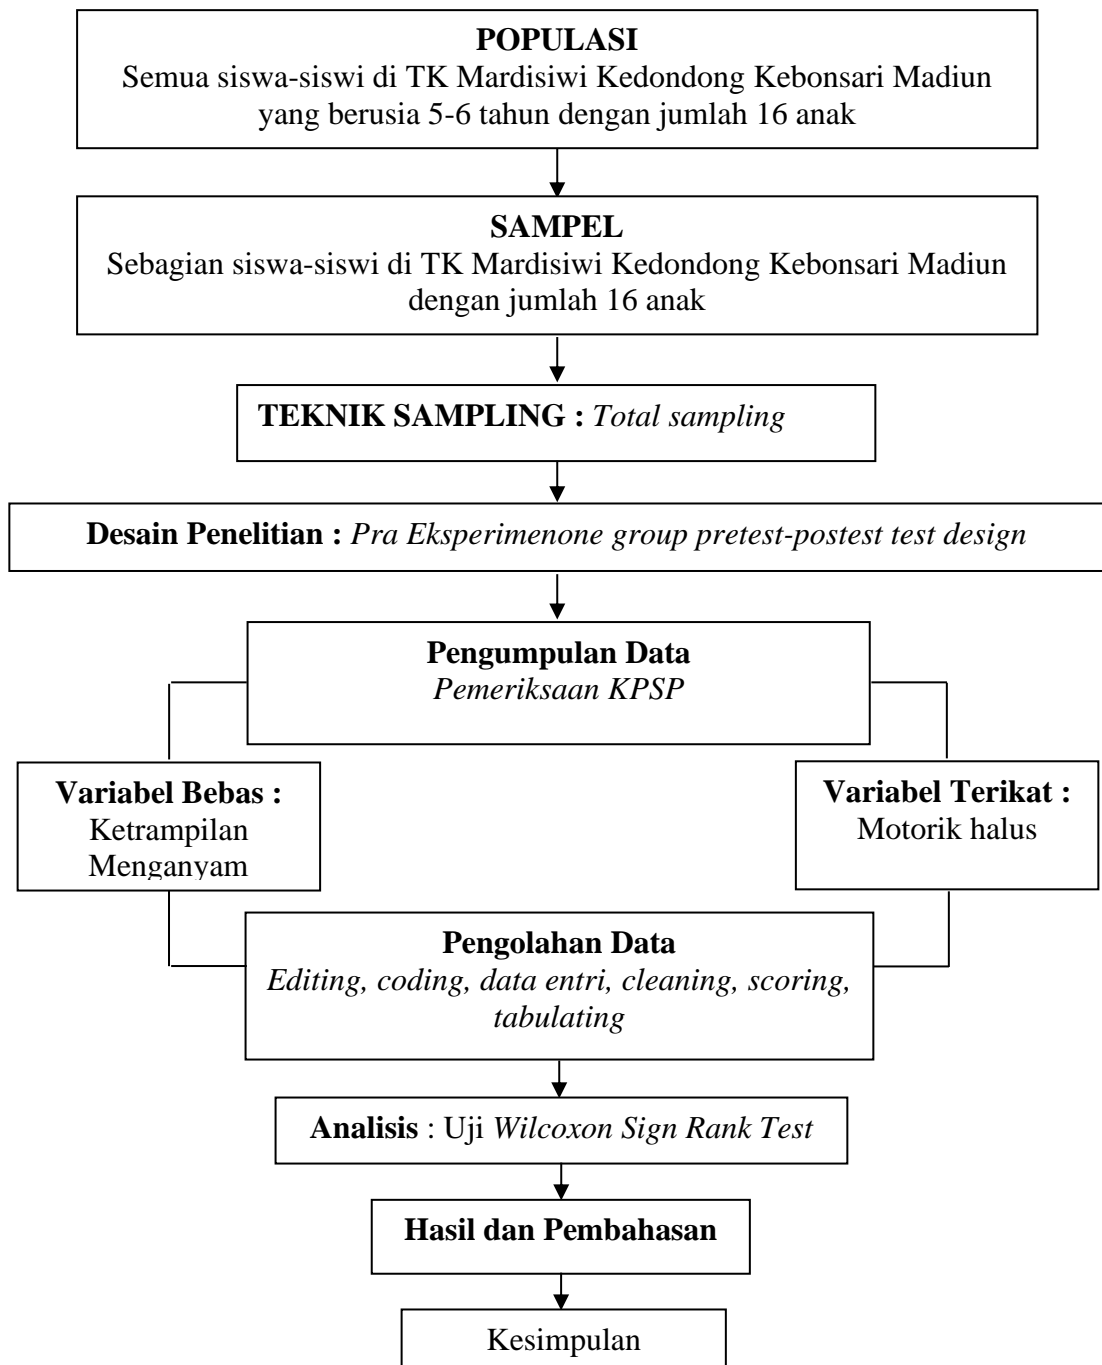 POPULASI
Semua siswa-siswi di TK Mardisiwi Kedondong Kebonsari Madiun
yang berusia 5-6 tahun dengan jumlah 16 anak
SAMPEL
Sebagian siswa-siswi di TK Mardisiwi Kedondong Kebonsari Madiun
dengan jumlah 16 anak
TEKNIK SAMPLING : Total sampling
Desain Penelitian : Pra Eksperimenone group pretest-postest test design
Pengumpulan Data
Pemeriksaan KPSP
Variabel Bebas :
Ketrampilan
Menganyam
Variabel Terikat :
Motorik halus
Pengolahan Data
Editing, coding, data entri, cleaning, scoring,
tabulating
Analisis : Uji Wilcoxon Sign Rank Test
Hasil dan Pembahasan
Kesimpulan